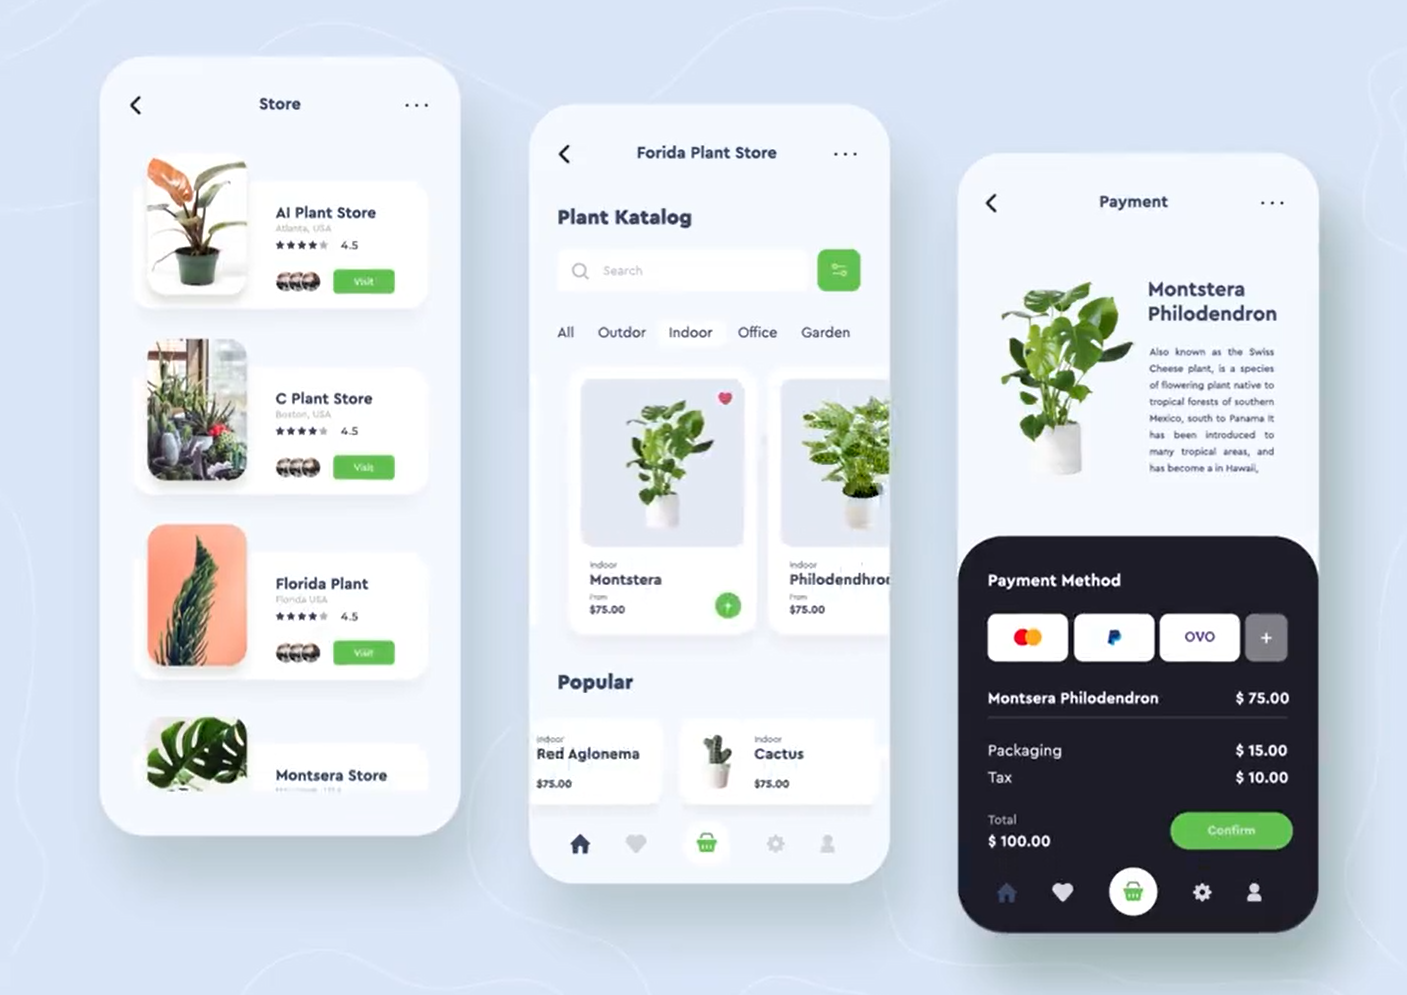 Store
AI Plant Store
Atlanta, USA
4.5
Visit
C Plant Store
Boston, USA
4.5
Visit
Florida Plant
Florida USA
4.5
Visit
Montsera Store
Forida Plant Store
Plant Katalog
Search
All Outdor Indoor Office Garden
Indoor
Montstera
From
$75.00
Indoor
Philodendhron
From
$75.00
Popular
Indoor
Red Aglonema
$75.00
Indoor
Cactus
$75.00
Payment
Montstera
Philodendron
Also known as the Swiss
Cheese plant, is a species
of flowering plant native to
tropical forests of southern
Mexico, south to Panama It
has been introduced to
many tropical areas, and
has become a in Hawaii,
Payment Method
OVO
+
Montsera Philodendron $ 75.00
Packaging $ 15.00
Tax $ 10.00
Total
$ 100.00
Confirm